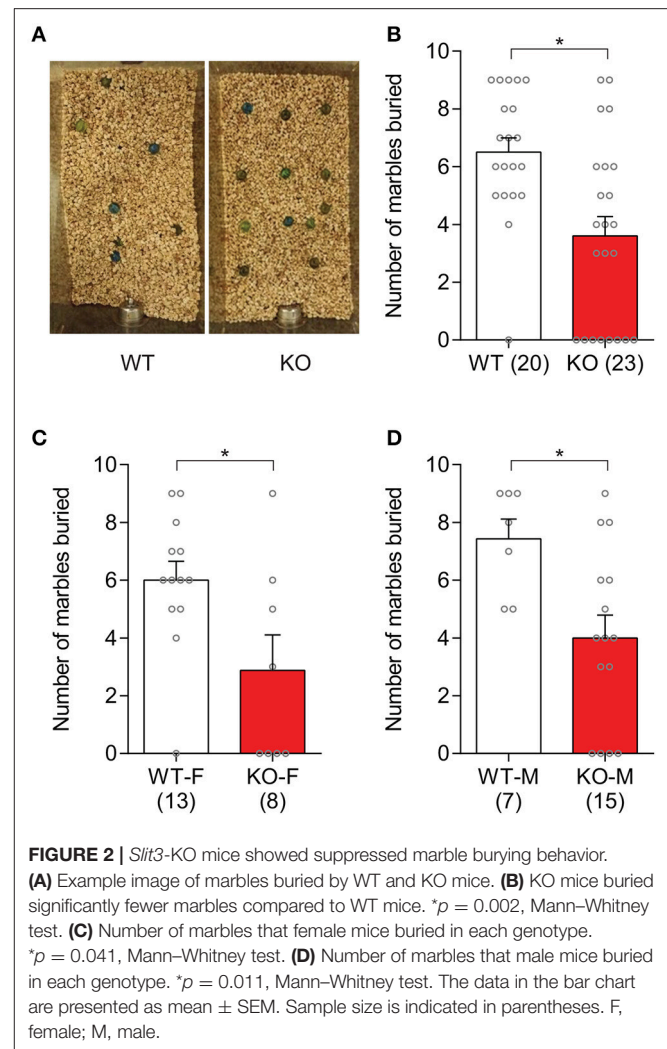 A
WT
KO
B
Number of marbles buried
10
8
6
4
2
0
*
WT (20)
KO (23)
C
Number of marbles buried
10
8
6
4
2
0
*
WT-F
(13)
KO-F
(8)
D
Number of marbles buried
10
8
6
4
2
0
*
WT-M
(7)
KO-M
(15)
FIGURE 2 | Slit3-KO mice showed suppressed marble burying behavior.
(A) Example image of marbles buried by WT and KO mice. (B) KO mice buried
significantly fewer marbles compared to WT mice. *p = 0.002, Mann–Whitney
test. (C) Number of marbles that female mice buried in each genotype.
*p = 0.041, Mann–Whitney test. (D) Number of marbles that male mice buried
in each genotype. *p = 0.011, Mann–Whitney test. The data in the bar chart
are presented as mean ± SEM. Sample size is indicated in parentheses. F,
female; M, male.